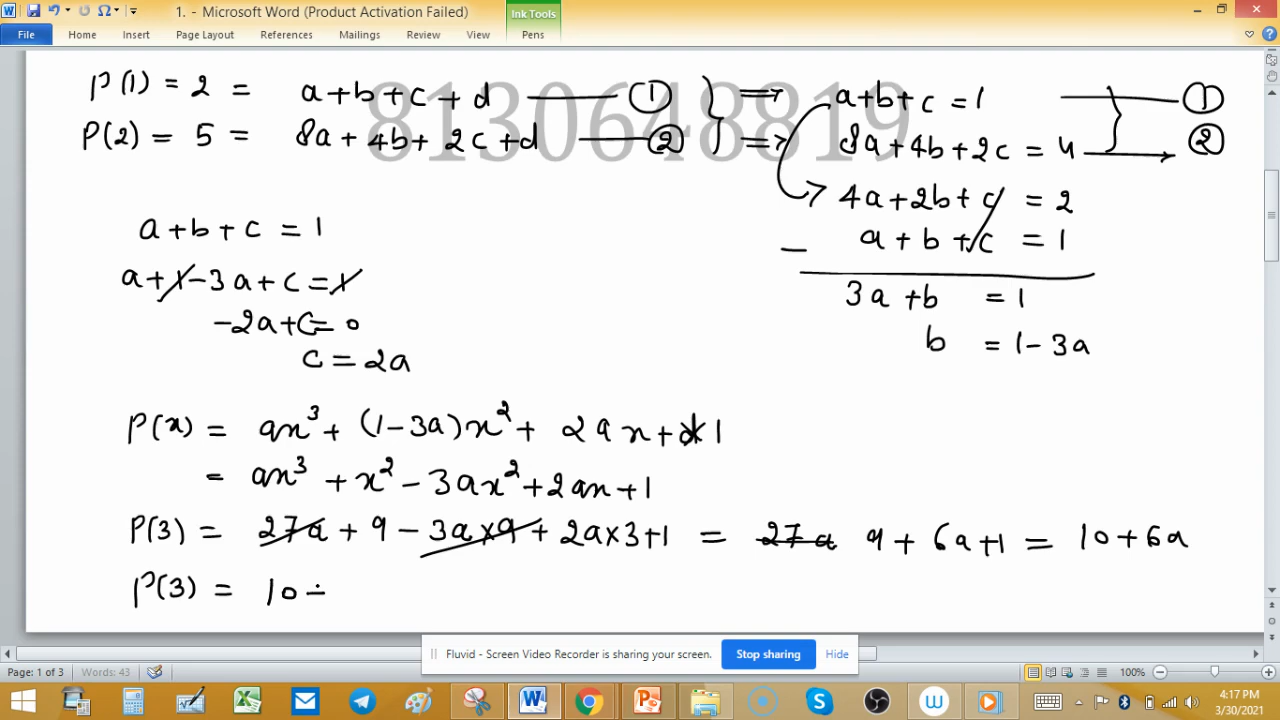 1. - Microsoft Word (Product Activation Failed)
Ink Tools
File Home Insert Page Layout References Mailings Review View Pens
8130648819
P(1) = 2 = a+b+c+d ——— ① ⇒ a+b+c = 1 ——— ①
P(2) = 5 = 8a+4b+2c+d ——— ② ⇒ 8a+4b+2c = 4 ——→ ②
4a+2b+c = 2
a+b+c = 1 — a+b+c = 1
a+1-3a+c = 1 3a+b = 1
-2a+c = 0 b = 1-3a
c = 2a
P(x) = ax³ + (1-3a)x² + 2ax + d 1
= ax³ + x² - 3ax² + 2ax + 1
P(3) = 27a + 9 - 3a×9 + 2a×3+1 = 27a 9 + 6a+1 = 10+6a
P(3) = 10 -
Fluvid - Screen Video Recorder is sharing your screen. Stop sharing Hide
Page: 1 of 3 Words: 43 100%
4:17 PM
3/30/2021